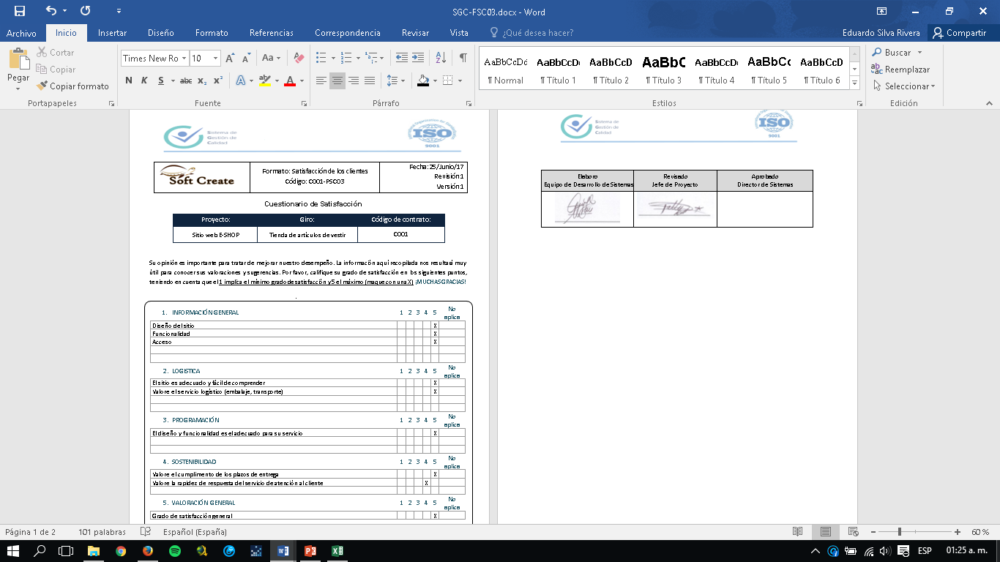 SGC-FSC03.docx - Word
Archivo Inicio Insertar Diseño Formato Referencias Correspondencia Revisar Vista ¿Qué desea hacer? Eduardo Silva Rivera Compartir
Pegar
Cortar
Copiar
Copiar formato
Portapapeles
Times New Ro 10
Aa
N K S abc x₂ x² A ab A
Fuente
Párrafo
AaBbCcDc AaBbCcD AaBbCcD AaBbC AaBbCcDı AaBbCc AaBbCcD
¶ Normal ¶ Título 1 ¶ Título 2 ¶ Título 3 ¶ Título 4 ¶ Título 5 ¶ Título 6
Estilos
Buscar
Reemplazar
Seleccionar
Edición
Sistema de
Gestión de
Calidad
ISO
9001
Soft Create
Formato: Satisfacción de los clientes
Código: C001-PSC03
Fecha:25/Junio/17
Revisión1
Versión1
Cuestionario de Satisfacción
Proyecto: Giro: Código de contrato:
Sitio web E-SHOP Tienda de artículos de vestir C001
Su opinión es importante para tratar de mejorar nuestro desempeño. La información aquí recopilada nos resultará muy
útil para conocer sus valoraciones y sugerencias. Por favor, califique su grado de satisfacción en los siguientes puntos,
teniendo en cuenta que el 1 implica el mínimo grado de satisfacción y 5 el máximo (maque con una X) ¡MUCHAS GRACIAS!
.
1. INFORMACIÓN GENERAL 1 2 3 4 5 No aplica
Diseño del sitio X
Funcionalidad X
Acceso X
2. LOGISTICA 1 2 3 4 5 No aplica
El sitio es adecuado y fácil de comprender X
Valore el servicio logístico (embalaje, transporte) X
3. PROGRAMACIÓN 1 2 3 4 5 No aplica
El diseño y funcionalidad es el adecuado para su servicio X
4. SOSTENIBILIDAD 1 2 3 4 5 No aplica
Valore el cumplimento de los plazos de entrega X
Valore la rapidez de respuesta del servicio de atención al cliente X
5. VALORACIÓN GENERAL 1 2 3 4 5 No aplica
Grado de satisfacción general X
Sistema de
Gestión de
Calidad
ISO
9001
Elaboro Revisado Aprobado
Equipo de Desarrollo de Sistemas Jefe de Proyecto Director de Sistemas
Página 1 de 2 101 palabras Español (España) 60 %
ESP 01:25 a. m.